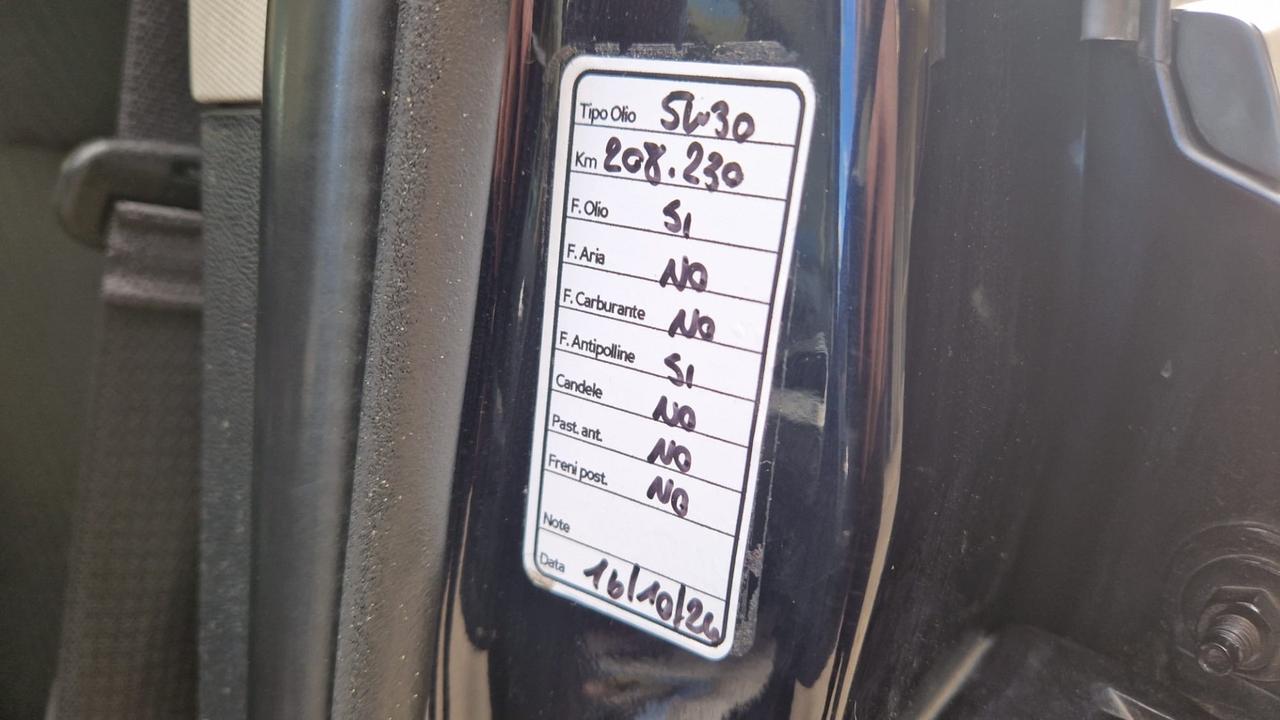 Tipo Olio 5W30
Km 208.230
F. Olio SI
F. Aria NO
F. Carburante NO
F. Antipolline SI
Candele NO
Past. ant. NO
Freni post. NO
Note
Data 16/10/24